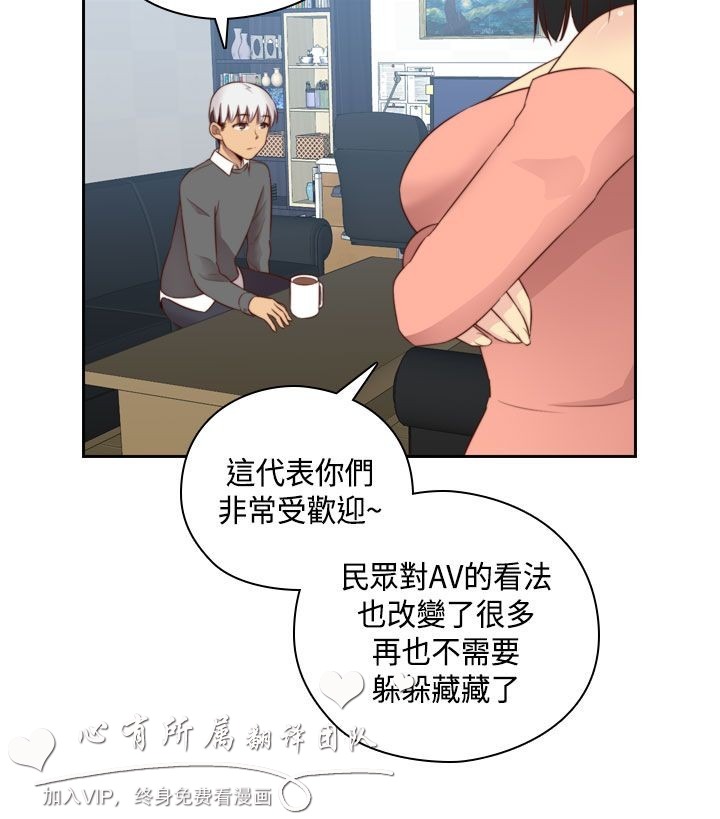 這代表你們
非常受歡迎~
民眾對AV的看法
也改變了很多
再也不需要
躲躲藏藏了
心有所属翻译团队
加入VIP，终身免费看漫画